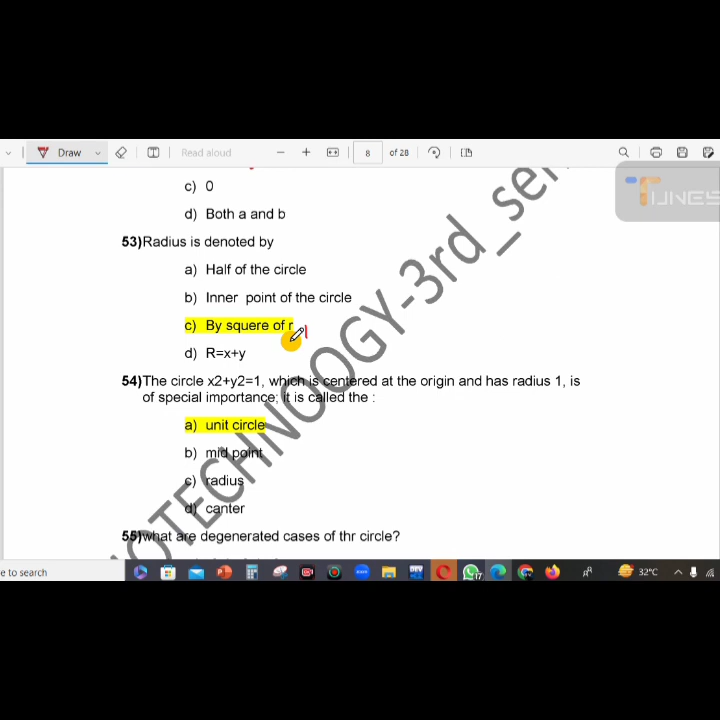 Draw
Read aloud
8
of 28
TUNES
c) 0
d) Both a and b
53)Radius is denoted by
a) Half of the circle
b) Inner point of the circle
c) By squere of r
d) R=x+y
54)The circle x2+y2=1, which is centered at the origin and has radius 1, is
of special importance; it is called the :
a) unit circle
b) mid point
c) radius
d) canter
55)what are degenerated cases of thr circle?
OTECHNOOGY-3rd_se
e to search
17
32°C